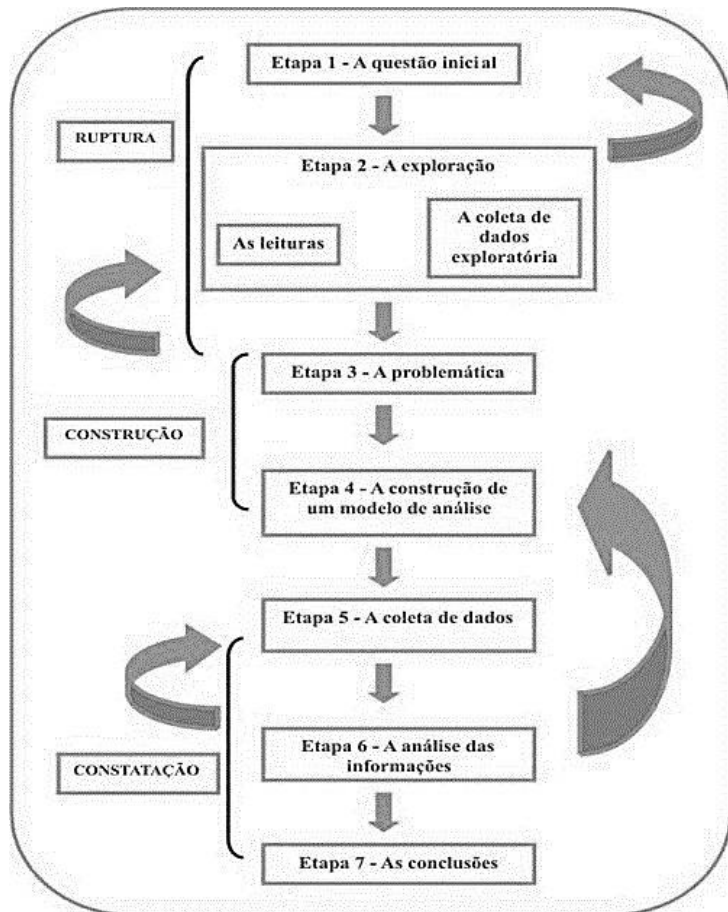 Etapa 1 - A questão inicial
RUPTURA
Etapa 2 - A exploração
As leituras
A coleta de
dados
exploratória
Etapa 3 - A problemática
CONSTRUÇÃO
Etapa 4 - A construção de
um modelo de análise
Etapa 5 - A coleta de dados
Etapa 6 - A análise das
informações
CONSTATAÇÃO
Etapa 7 - As conclusões